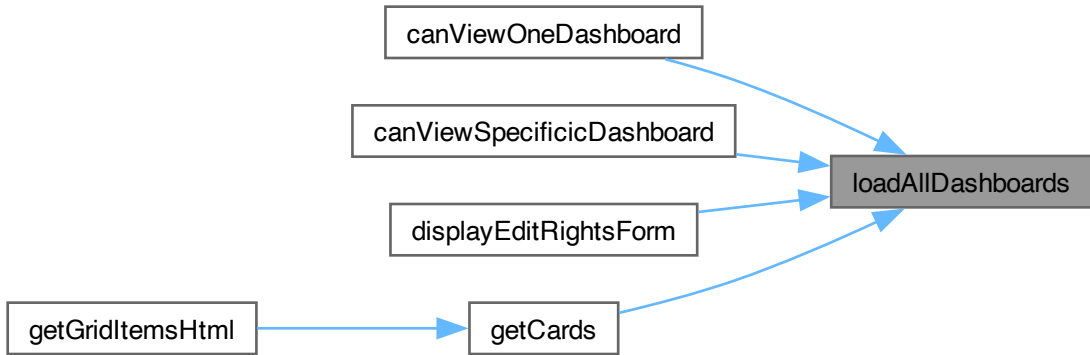 canViewOneDashboard
canViewSpecificicDashboard
loadAllDashboards
displayEditRightsForm
getGridItemsHtml
getCards